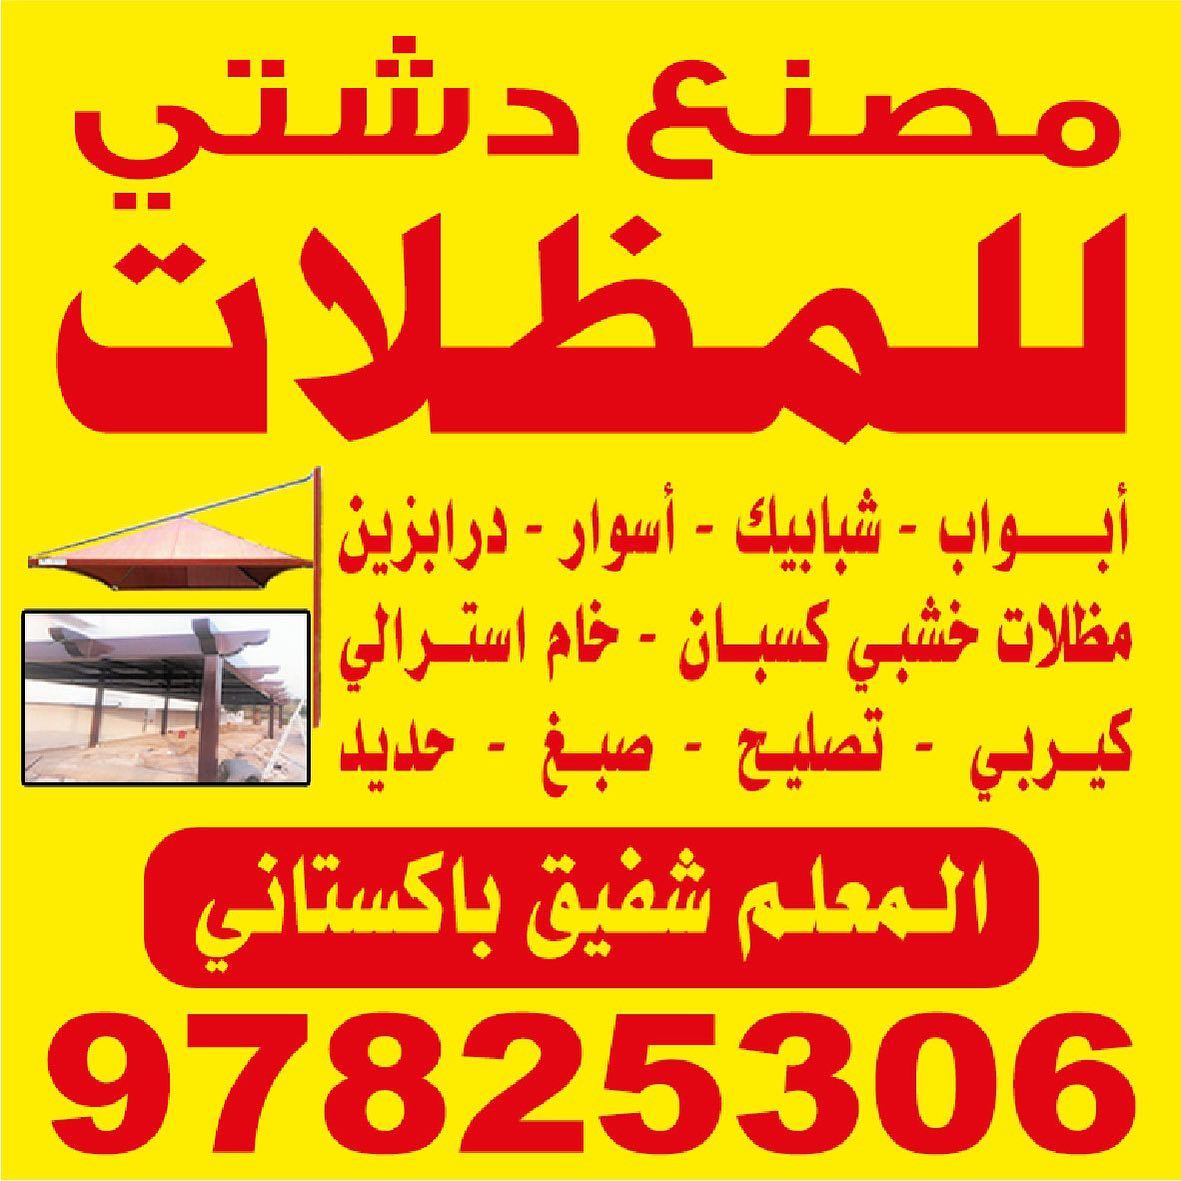 مصنع دشتي
للمظلات
أبـــواب - شبابيك - أسوار - درابزين
مظلات خشبي كسبـان - خام استـرالي
كيـربي - تصليـح - صبـغ - حديد
الـمعلم شفيق باكستاني
97825306